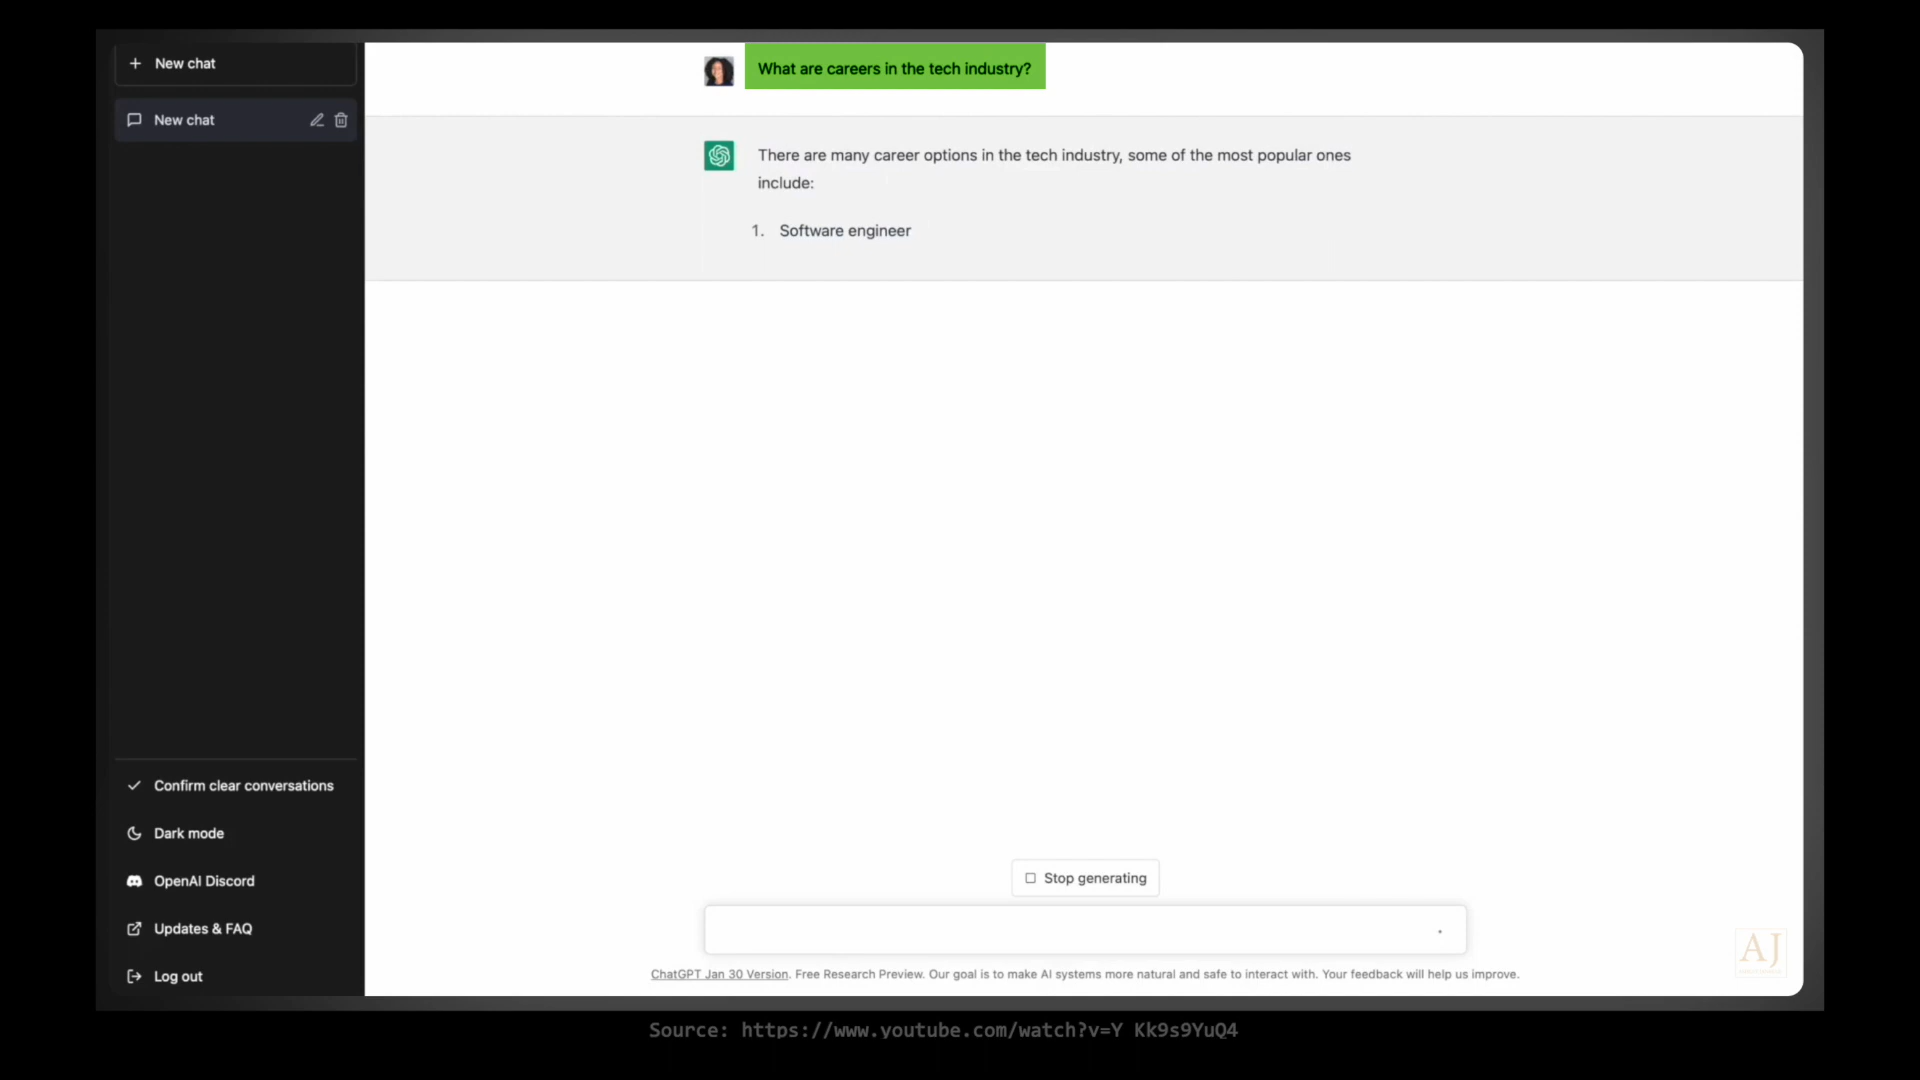 New chat
New chat
What are careers in the tech industry?
There are many career options in the tech industry, some of the most popular ones
include:
1. Software engineer
Confirm clear conversations
Dark mode
OpenAI Discord
Updates & FAQ
Log out
Stop generating
ChatGPT Jan 30 Version. Free Research Preview. Our goal is to make AI systems more natural and safe to interact with. Your feedback will help us improve.
AJ
Source: https://www.youtube.com/watch?v=Y Kk9s9YuQ4